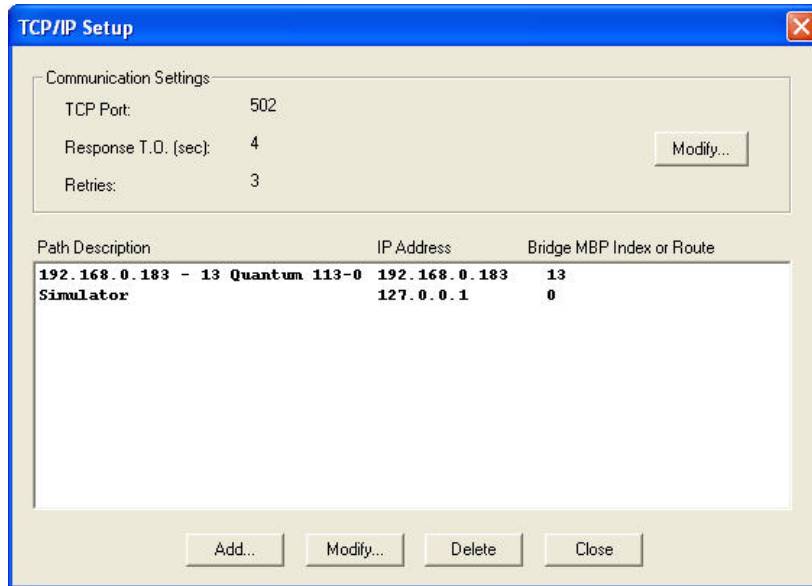 TCP/IP Setup
Communication Settings
TCP Port: 502
Response T.O. (sec): 4
Modify...
Retries: 3
Path Description IP Address Bridge MBP Index or Route
192.168.0.183 - 13 Quantum 113-0 192.168.0.183 13
Simulator 127.0.0.1 0
Add... Modify... Delete Close